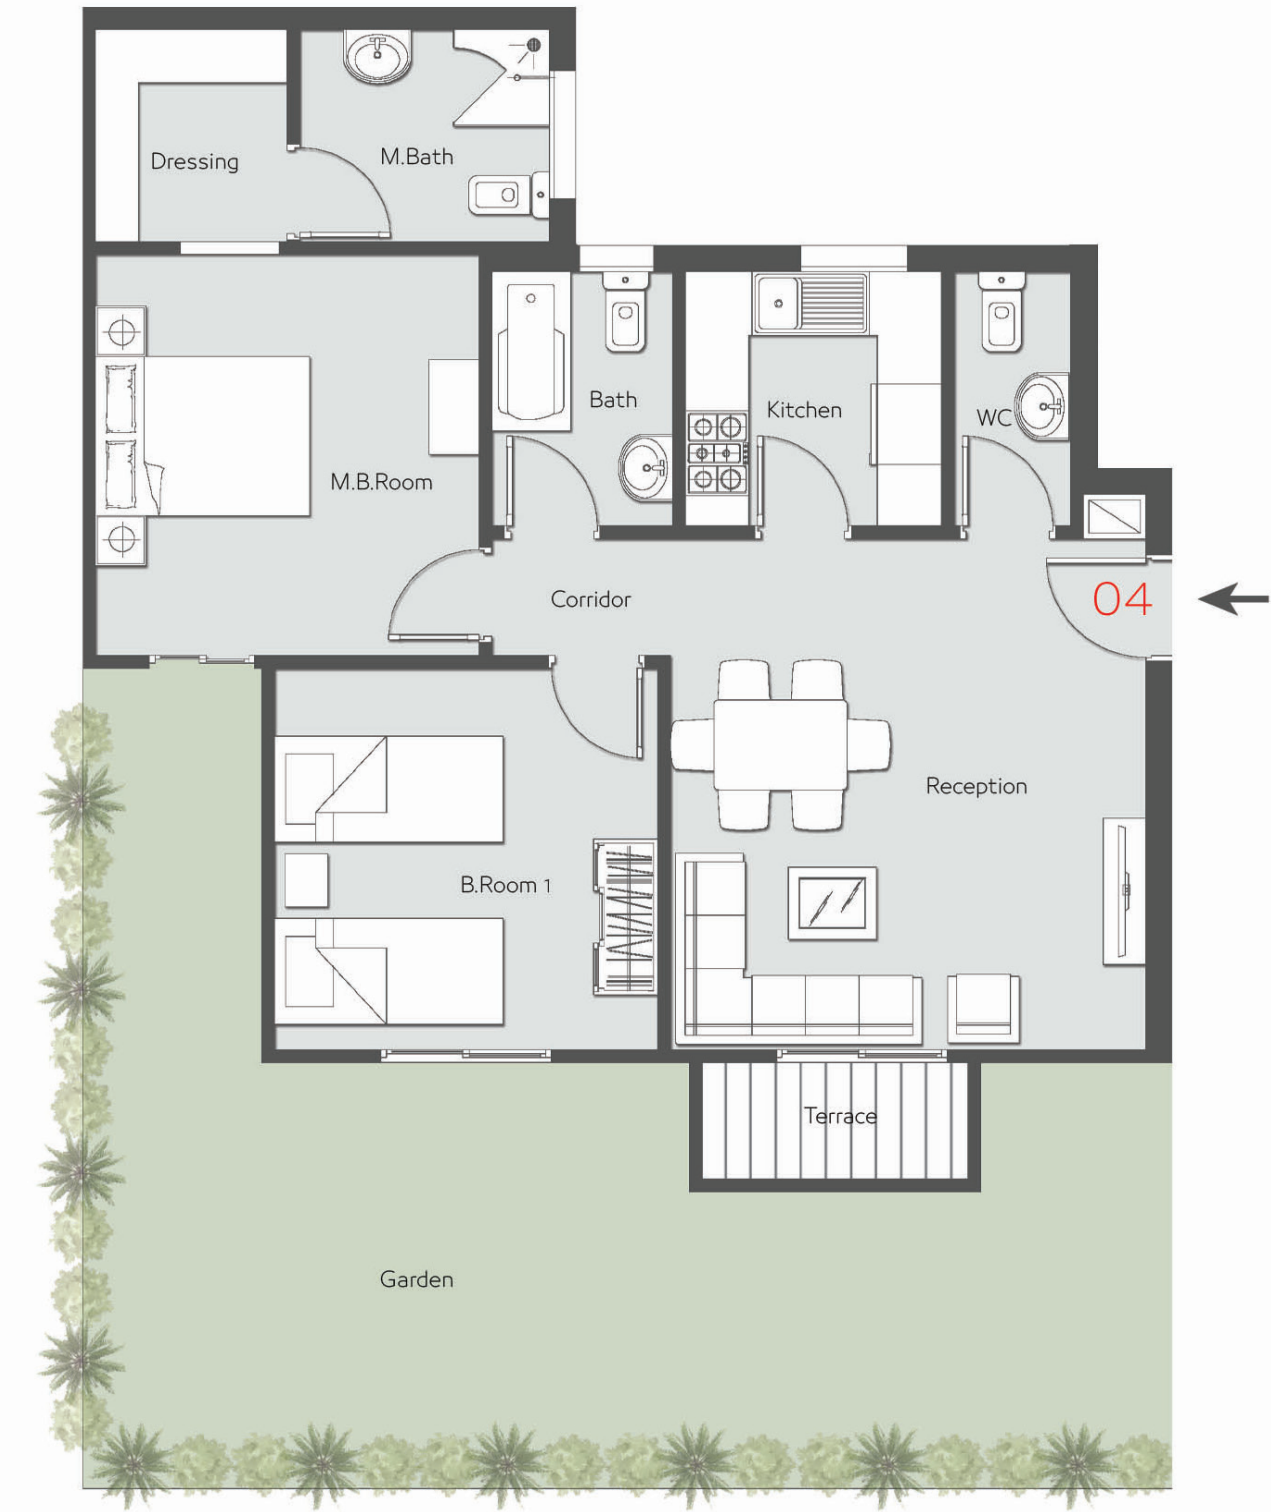 Dressing
M.Bath
Bath
Kitchen
WC
M.B.Room
Corridor
04
Reception
B.Room 1
Terrace
Garden